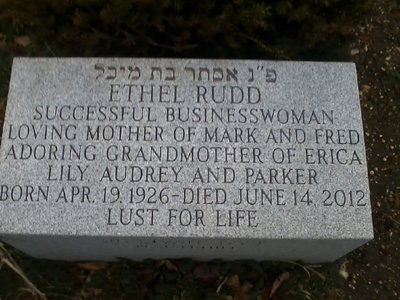 פ"נ אסתר בת מיכל
ETHEL RUDD
SUCCESSFUL BUSINESSWOMAN
LOVING MOTHER OF MARK AND FRED
ADORING GRANDMOTHER OF ERICA
LILY, AUDREY AND PARKER
BORN APR. 19, 1926-DIED JUNE 14, 2012
LUST FOR LIFE